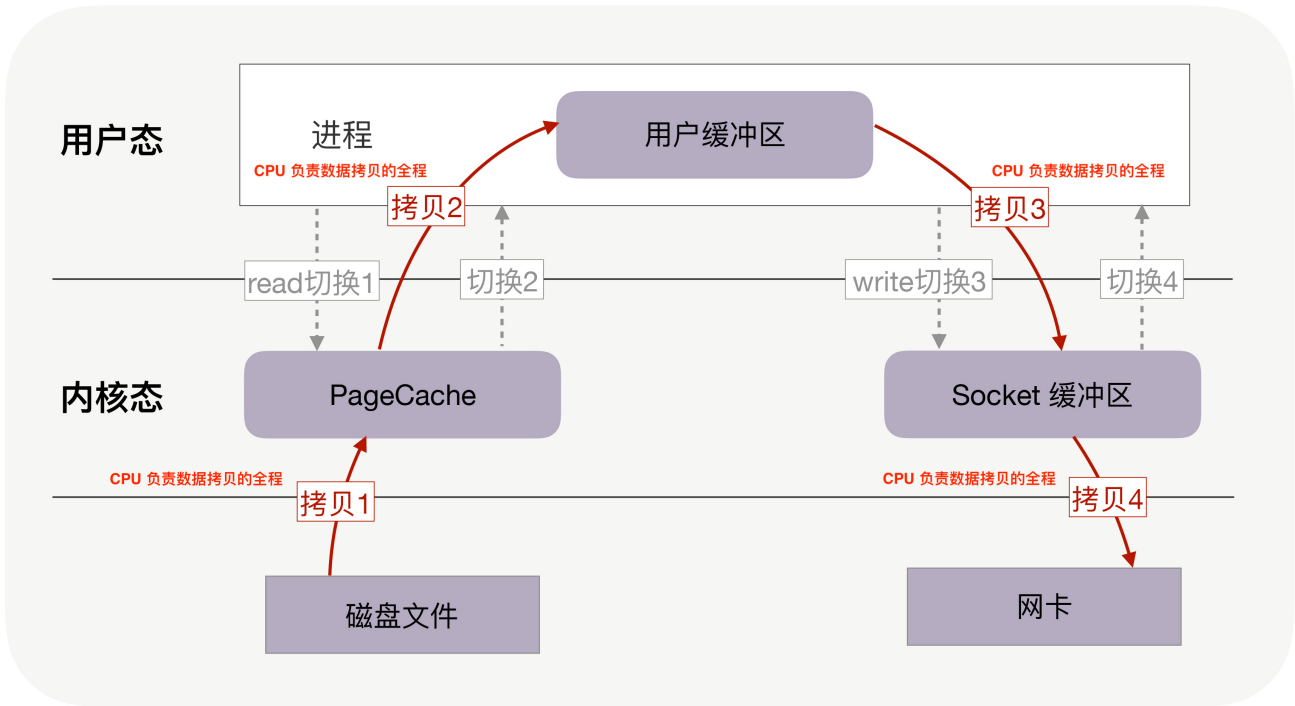 用户态
进程
用户缓冲区
CPU 负责数据拷贝的全程
CPU 负责数据拷贝的全程
拷贝2
拷贝3
read切换1
切换2
write切换3
切换4
内核态
PageCache
Socket 缓冲区
CPU 负责数据拷贝的全程
CPU 负责数据拷贝的全程
拷贝1
拷贝4
磁盘文件
网卡